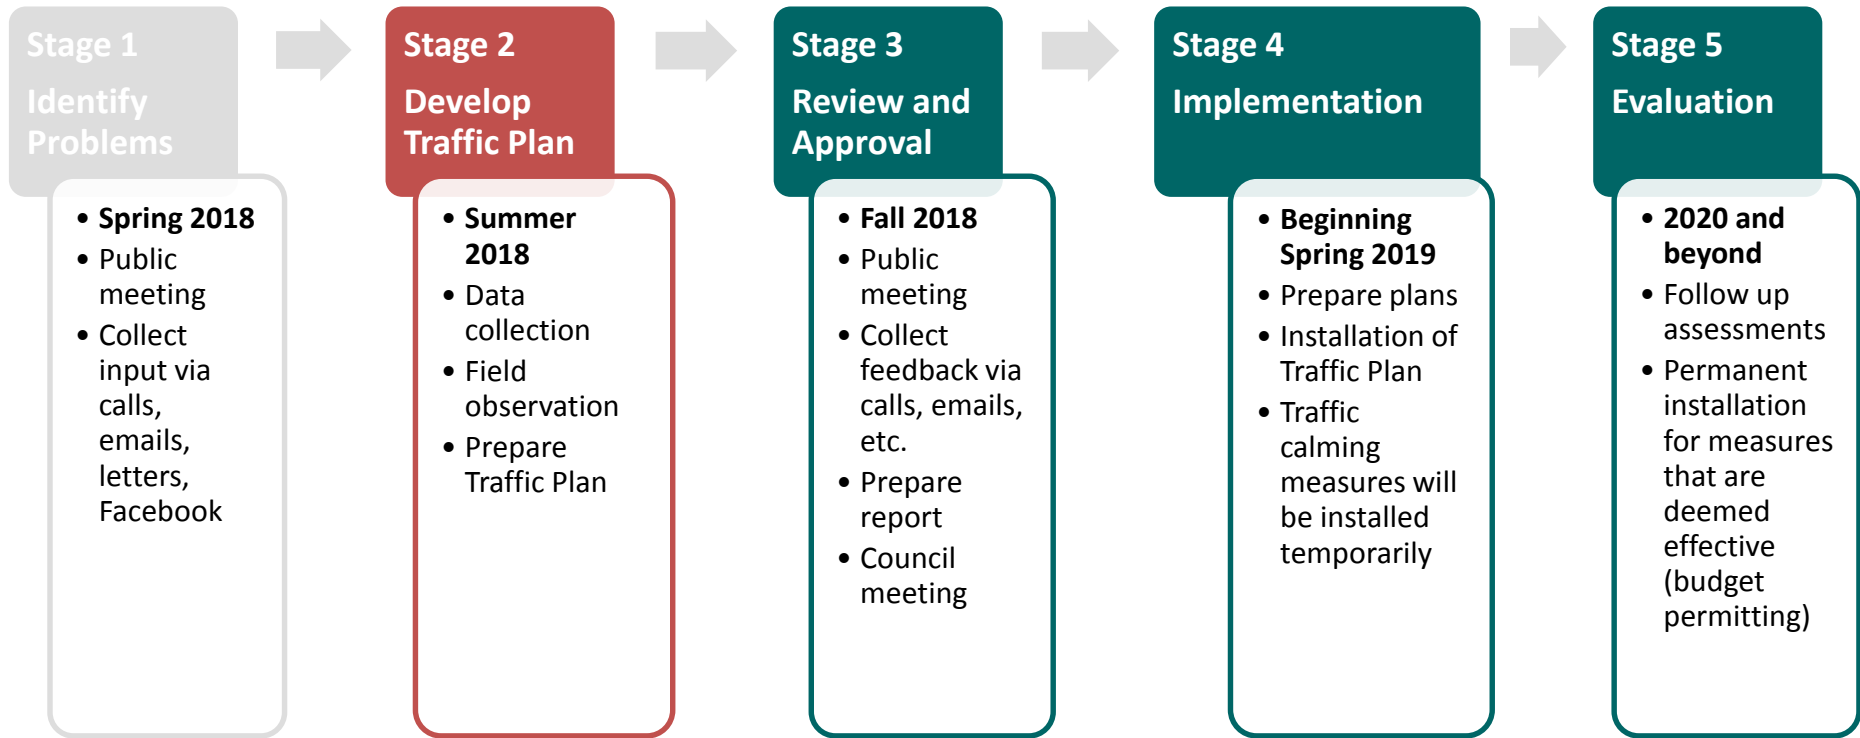 Stage 1
Identify
Problems
• Spring 2018
• Public
meeting
• Collect
input via
calls,
emails,
letters,
Facebook
Stage 2
Develop
Traffic Plan
• Summer
2018
• Data
collection
• Field
observation
• Prepare
Traffic Plan
Stage 3
Review and
Approval
• Fall 2018
• Public
meeting
• Collect
feedback via
calls, emails,
etc.
• Prepare
report
• Council
meeting
Stage 4
Implementation
• Beginning
Spring 2019
• Prepare plans
• Installation of
Traffic Plan
• Traffic
calming
measures will
be installed
temporarily
Stage 5
Evaluation
• 2020 and
beyond
• Follow up
assessments
• Permanent
installation
for measures
that are
deemed
effective
(budget
permitting)